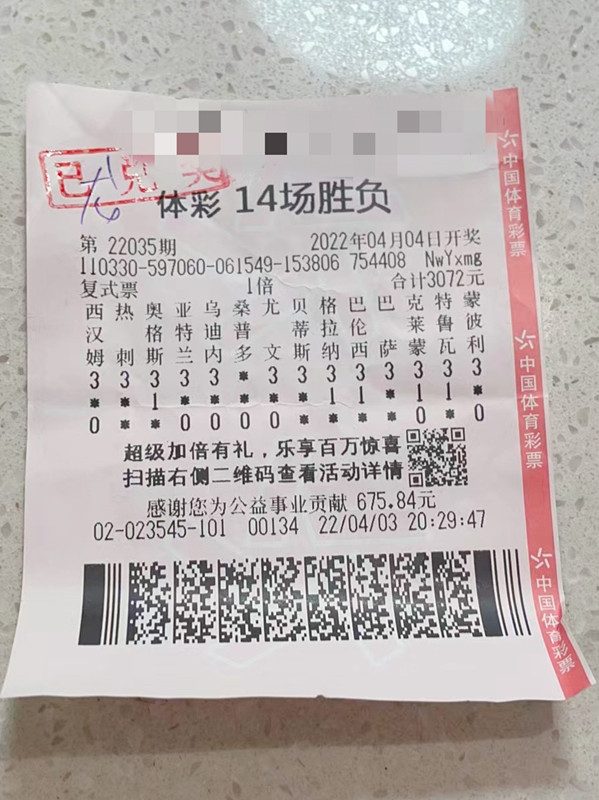 已兑奖
体彩 14场胜负
第 22035期 2022年04月04日开奖
110330-597060-061549-153806 754408 NwYxmg
复式票 1倍 合计3072元
西 热 奥 亚 乌 桑 尤 贝 格 巴 巴 克 特 蒙
汉 格 特 迪 普 蒂 拉 伦 莱 鲁 彼
姆 刺 斯 兰 内 多 文 斯 纳 西 萨 蒙 瓦 利
3 3 3 3 3 * 3 3 3 3 3 3 3 3
* * 1 * * * * * 1 1 * 1 1 *
0 * * 0 0 0 0 * * * * 0 * 0
超级加倍有礼，乐享百万惊喜
扫描右侧二维码查看活动详情
感谢您为公益事业贡献 675.84元
02-023545-101 00134 22/04/03 20:29:47
中国体育彩票
中国体育彩票
中国体育彩票